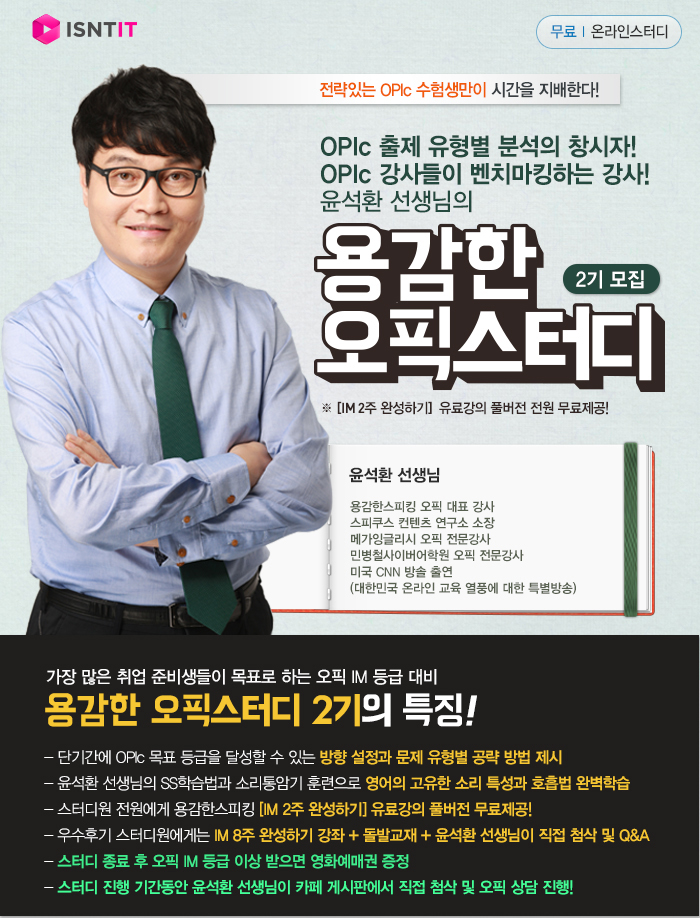 ISNTIT
무료 | 온라인스터디
전략있는 OPIc 수험생만이 시간을 지배한다!
OPIc 출제 유형별 분석의 창시자!
OPIc 강사들이 벤치마킹하는 강사!
윤석환 선생님의
용감한
2기 모집
오픽스터디
※ [IM 2주 완성하기] 유료강의 풀버전 전원 무료제공!
윤석환 선생님
용감한스피킹 오픽 대표 강사
스피쿠스 컨텐츠 연구소 소장
메가잉글리시 오픽 전문강사
민병철사이버어학원 오픽 전문강사
미국 CNN 방송 출연
(대한민국 온라인 교육 열풍에 대한 특별방송)
가장 많은 취업 준비생들이 목표로 하는 오픽 IM 등급 대비
용감한 오픽스터디 2기의 특징!
– 단기간에 OPIc 목표 등급을 달성할 수 있는 방향 설정과 문제 유형별 공략 방법 제시
– 윤석환 선생님의 SS학습법과 소리통암기 훈련으로 영어의 고유한 소리 특성과 호흡법 완벽학습
– 스터디원 전원에게 용감한스피킹 [IM 2주 완성하기] 유료강의 풀버전 무료제공!
– 우수후기 스터디원에게는 IM 8주 완성하기 강좌 + 돌발교재 + 윤석환 선생님이 직접 첨삭 및 Q&A
– 스터디 종료 후 오픽 IM 등급 이상 받으면 영화예매권 증정
– 스터디 진행 기간동안 윤석환 선생님이 카페 게시판에서 직접 첨삭 및 오픽 상담 진행!